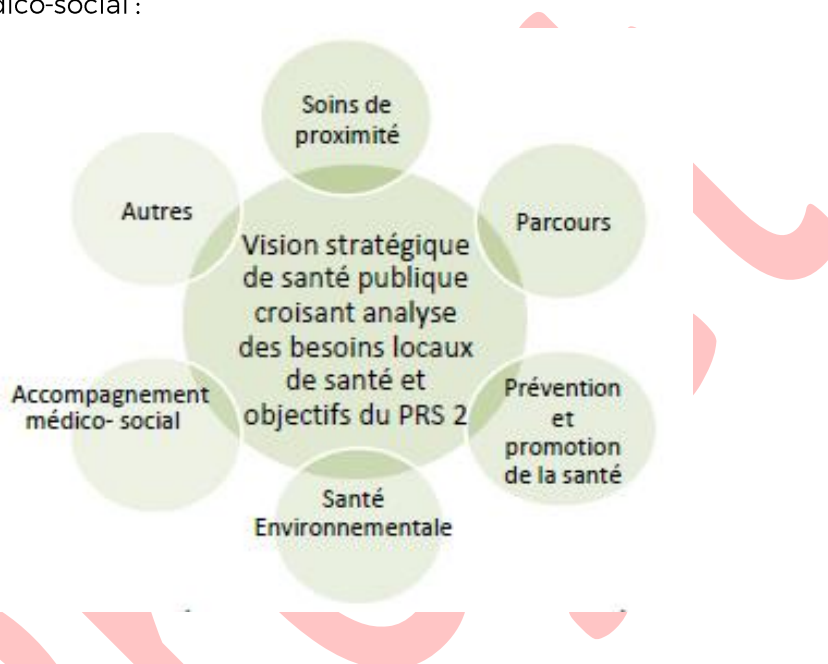 dico-social :
Soins de
proximité
Autres
Parcours
Vision stratégique
de santé publique
croisant analyse
des besoins locaux
de santé et
objectifs du PRS 2
Accompagnement
médico- social
Prévention
et
promotion
de la santé
Santé
Environnementale